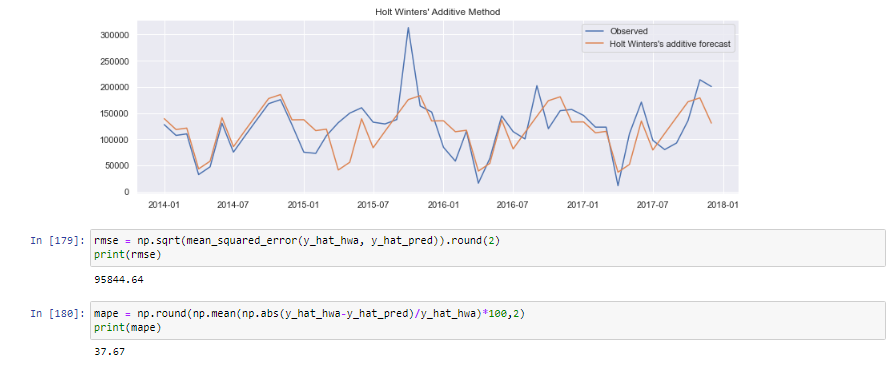 Holt Winters' Additive Method
300000
250000
200000
150000
100000
50000
0
Observed
Holt Winters's additive forecast
2014-01 2014-07 2015-01 2015-07 2016-01 2016-07 2017-01 2017-07 2018-01
In [179]: rmse = np.sqrt(mean_squared_error(y_hat_hwa, y_hat_pred)).round(2)
print(rmse)
95844.64
In [180]: mape = np.round(np.mean(np.abs(y_hat_hwa-y_hat_pred)/y_hat_hwa)*100,2)
print(mape)
37.67